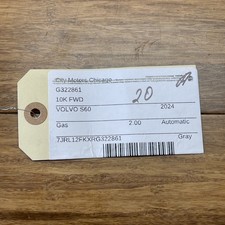 City Motors Chicago
G322861
10K FWD
20
VOLVO S60 2024
Gas 2.00 Automatic
7JRL12FKXRG322861 Gray